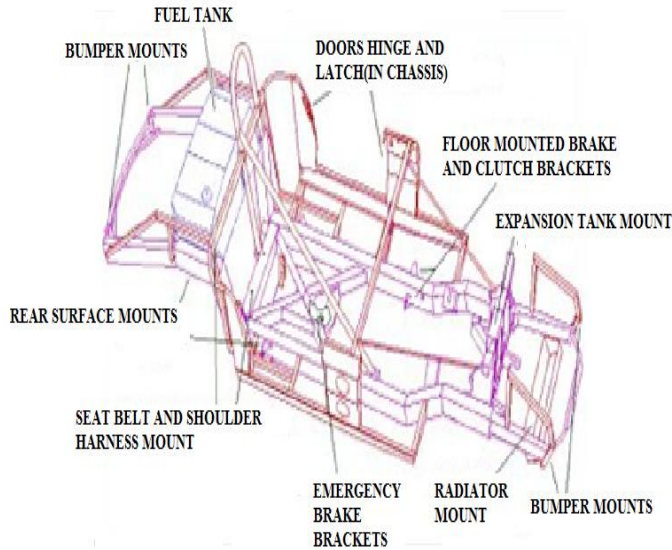 FUEL TANK
BUMPER MOUNTS
DOORS HINGE AND
LATCH(IN CHASSIS)
FLOOR MOUNTED BRAKE
AND CLUTCH BRACKETS
EXPANSION TANK MOUNT
REAR SURFACE MOUNTS
SEAT BELT AND SHOULDER
HARNESS MOUNT
EMERGENCY
BRAKE
BRACKETS
RADIATOR
MOUNT
BUMPER MOUNTS